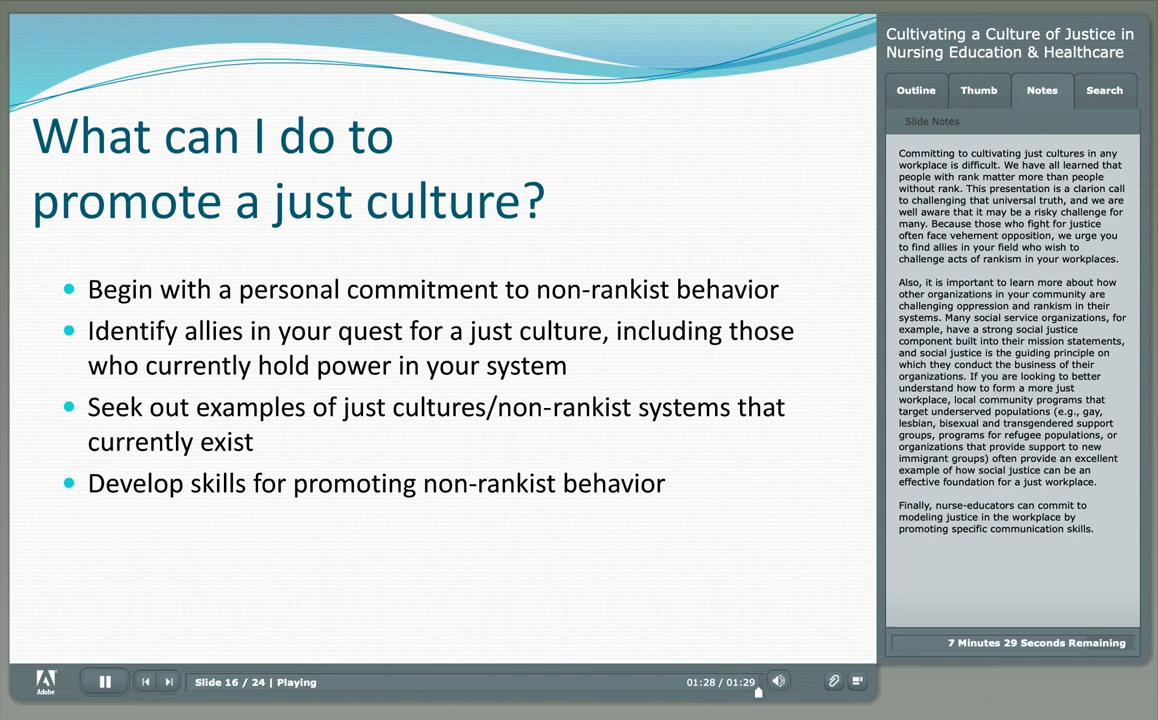 What can I do to
promote a just culture?
Begin with a personal commitment to non-rankist behavior
Identify allies in your quest for a just culture, including those
who currently hold power in your system
Seek out examples of just cultures/non-rankist systems that
currently exist
Develop skills for promoting non-rankist behavior
Adobe
Slide 16 / 24 | Playing
01:28 / 01:29
Cultivating a Culture of Justice in
Nursing Education & Healthcare
Outline
Thumb
Notes
Search
Slide Notes
Committing to cultivating just cultures in any
workplace is difficult. We have all learned that
people with rank matter more than people
without rank. This presentation is a clarion call
to challenging that universal truth, and we are
well aware that it may be a risky challenge for
many. Because those who fight for justice
often face vehement opposition, we urge you
to find allies in your field who wish to
challenge acts of rankism in your workplaces.
Also, it is important to learn more about how
other organizations in your community are
challenging oppression and rankism in their
systems. Many social service organizations, for
example, have a strong social justice
component built into their mission statements,
and social justice is the guiding principle on
which they conduct the business of their
organizations. If you are looking to better
understand how to form a more just
workplace, local community programs that
target underserved populations (e.g., gay,
lesbian, bisexual and transgendered support
groups, programs for refugee populations, or
organizations that provide support to new
immigrant groups) often provide an excellent
example of how social justice can be an
effective foundation for a just workplace.
Finally, nurse-educators can commit to
modeling justice in the workplace by
promoting specific communication skills.
7 Minutes 29 Seconds Remaining